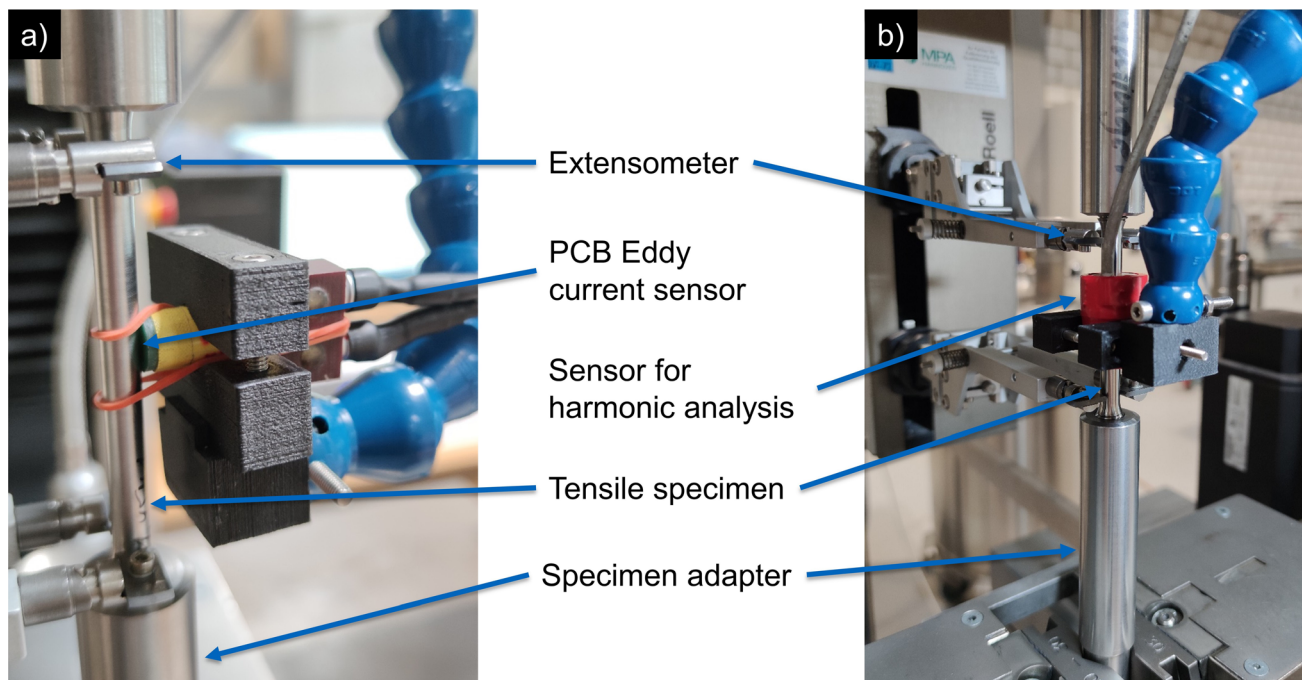 a)
b)
MPA
Roell
Extensometer
PCB Eddy
current sensor
Sensor for
harmonic analysis
Tensile specimen
Specimen adapter